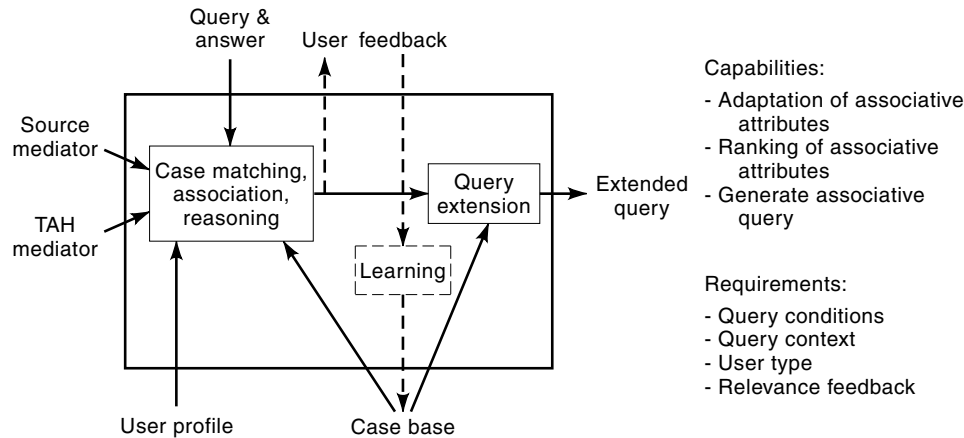 Query &
answer
User feedback
Source
mediator
TAH
mediator
Case matching,
association,
reasoning
Query
extension
Extended
query
Learning
User profile
Case base
Capabilities:
- Adaptation of associative
attributes
- Ranking of associative
attributes
- Generate associative
query
Requirements:
- Query conditions
- Query context
- User type
- Relevance feedback